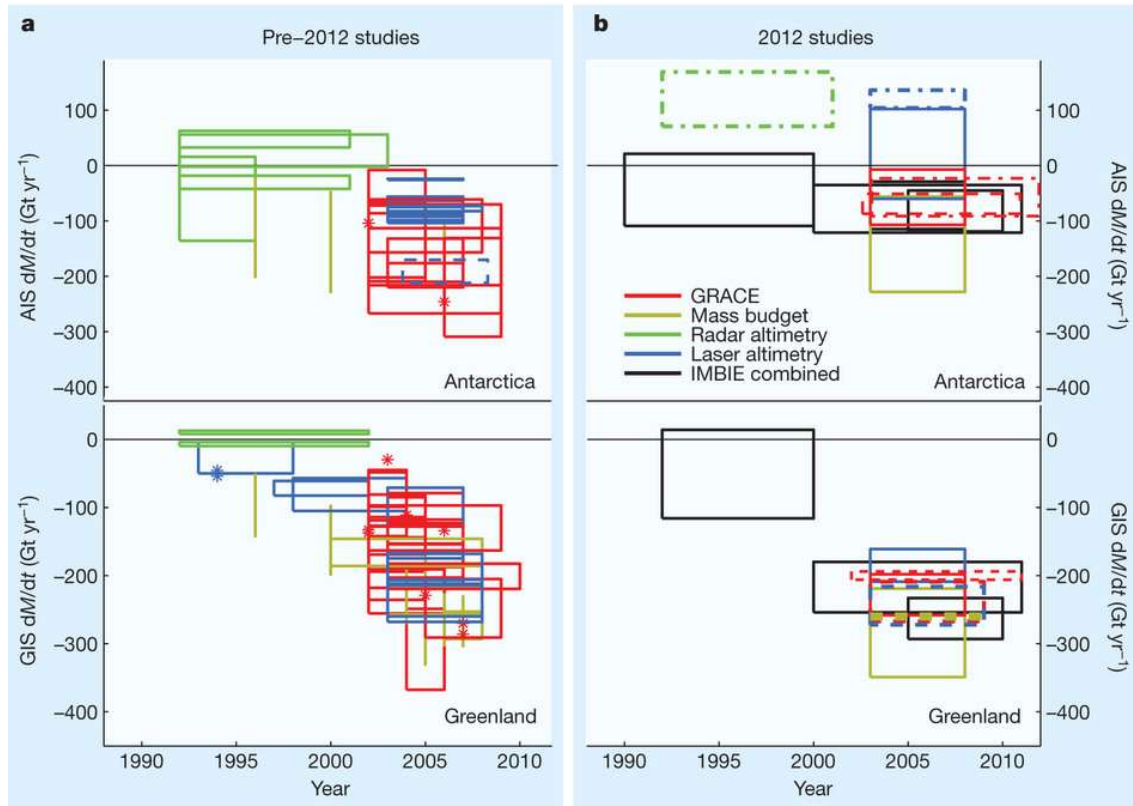 a
Pre–2012 studies
AIS dM/dt (Gt yr⁻¹)
100
0
–100
–200
–300
–400
Antarctica
GIS dM/dt (Gt yr⁻¹)
0
–100
–200
–300
–400
Greenland
1990 1995 2000 2005 2010
Year
b
2012 studies
100
0
–100
–200
–300
–400
AIS dM/dt (Gt yr⁻¹)
GRACE
Mass budget
Radar altimetry
Laser altimetry
IMBIE combined
Antarctica
0
–100
–200
–300
–400
GIS dM/dt (Gt yr⁻¹)
Greenland
1990 1995 2000 2005 2010
Year